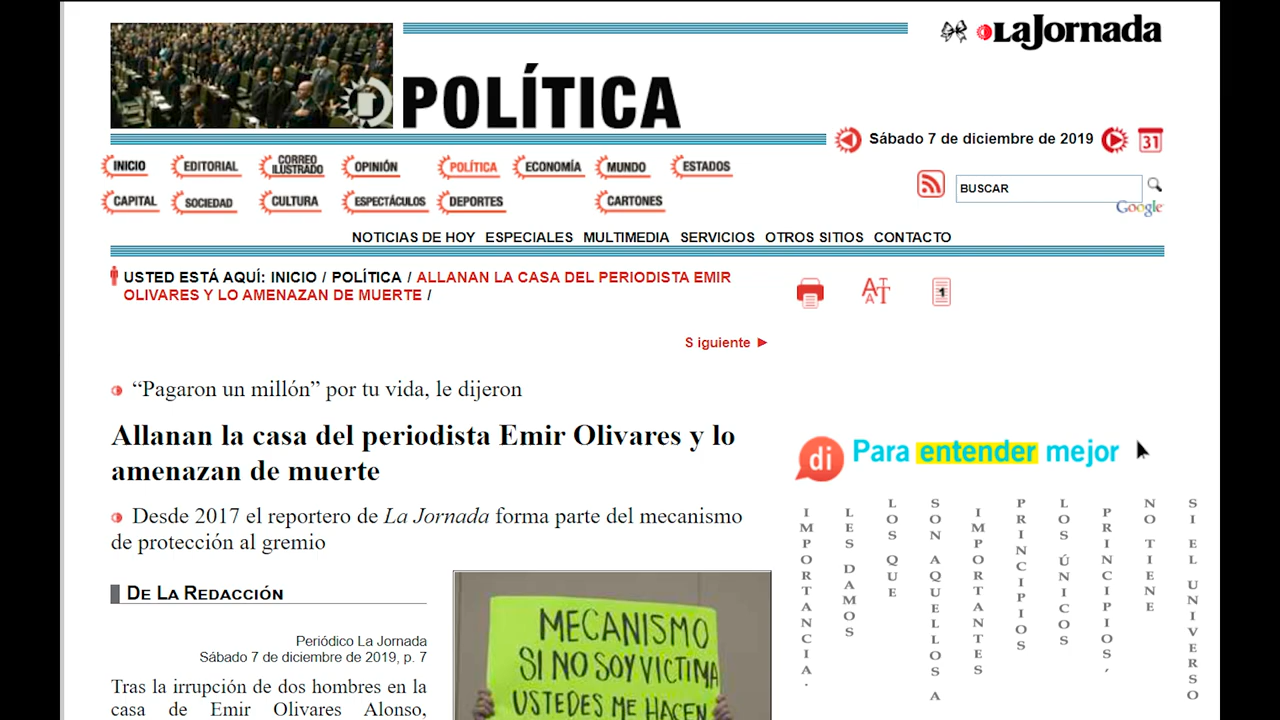 LaJornada
POLÍTICA
Sábado 7 de diciembre de 2019
31
INICIO EDITORIAL CORREO ILUSTRADO OPINIÓN POLÍTICA ECONOMÍA MUNDO ESTADOS
CAPITAL SOCIEDAD CULTURA ESPECTÁCULOS DEPORTES CARTONES
BUSCAR
Google
NOTICIAS DE HOY ESPECIALES MULTIMEDIA SERVICIOS OTROS SITIOS CONTACTO
USTED ESTÁ AQUÍ: INICIO / POLÍTICA / ALLANAN LA CASA DEL PERIODISTA EMIR
OLIVARES Y LO AMENAZAN DE MUERTE /
AAT
1
S iguiente
“Pagaron un millón” por tu vida, le dijeron
Allanan la casa del periodista Emir Olivares y lo
amenazan de muerte
Desde 2017 el reportero de La Jornada forma parte del mecanismo
de protección al gremio
DE LA REDACCIÓN
Periódico La Jornada
Sábado 7 de diciembre de 2019, p. 7
Tras la irrupción de dos hombres en la
casa de Emir Olivares Alonso,
MECANISMO
SI NO SOY VICTIMA
USTEDES ME HACEN
di Para entender mejor
SI EL UNIVERSO
NO TIENE
PRINCIPIOS,
LOS ÚNICOS
PRINCIPIOS
IMPORTANTES
SON AQUELLOS A
LOS QUE
LES DAMOS
IMPORTANCIA.